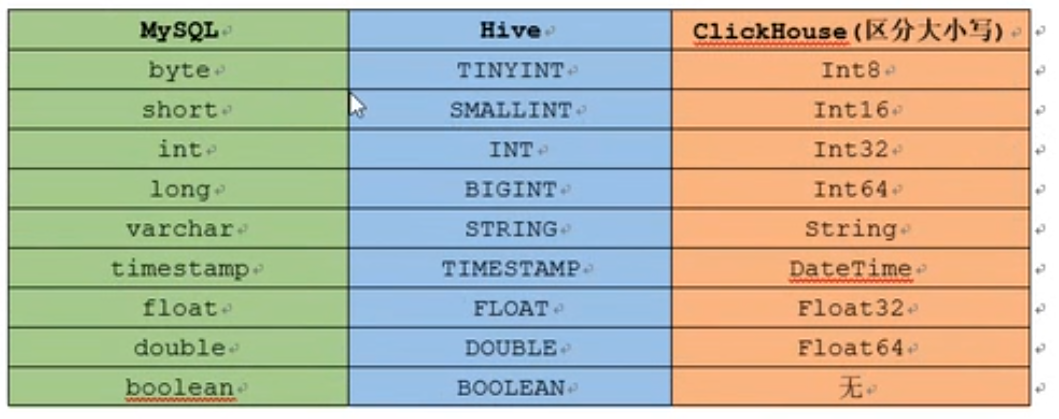 MySQL Hive ClickHouse(区分大小写)
byte TINYINT Int8
short SMALLINT Int16
int INT Int32
long BIGINT Int64
varchar STRING String
timestamp TIMESTAMP DateTime
float FLOAT Float32
double DOUBLE Float64
boolean BOOLEAN 无